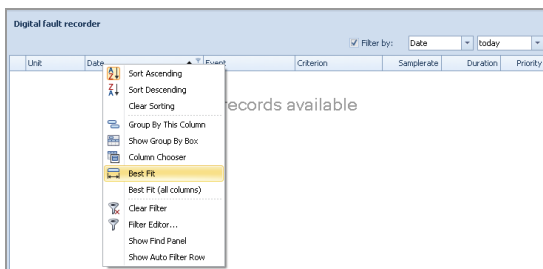 Digital fault recorder
Filter by: Date today
Unit Date Event Criterion Samplerate Duration Priority
Sort Ascending
Sort Descending
Clear Sorting
records available
Group By This Column
Show Group By Box
Column Chooser
Best Fit
Best Fit (all columns)
Clear Filter
Filter Editor...
Show Find Panel
Show Auto Filter Row